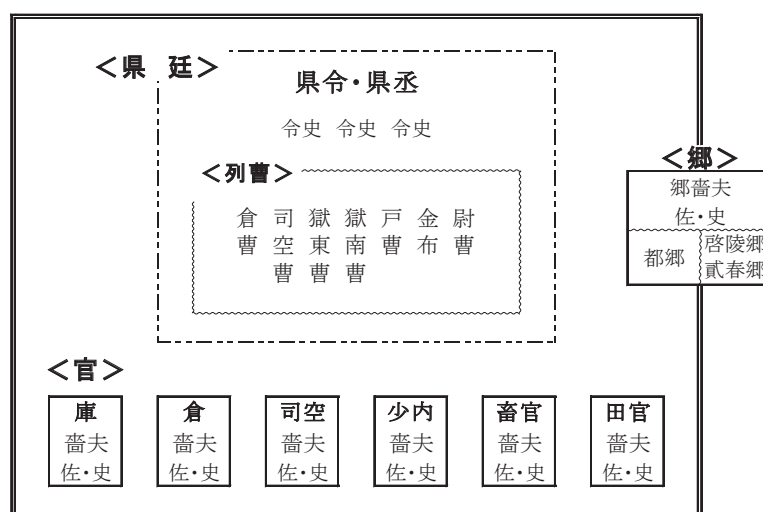 ＜県　廷＞
県令・県丞
令史　令史　令史
＜列曹＞
倉曹　司空曹　獄東曹　獄南曹　戸曹　金布　尉曹
＜郷＞
郷嗇夫
佐・史
都郷
啓陵郷
貳春郷
＜官＞
庫
嗇夫
佐・史
倉
嗇夫
佐・史
司空
嗇夫
佐・史
少内
嗇夫
佐・史
畜官
嗇夫
佐・史
田官
嗇夫
佐・史